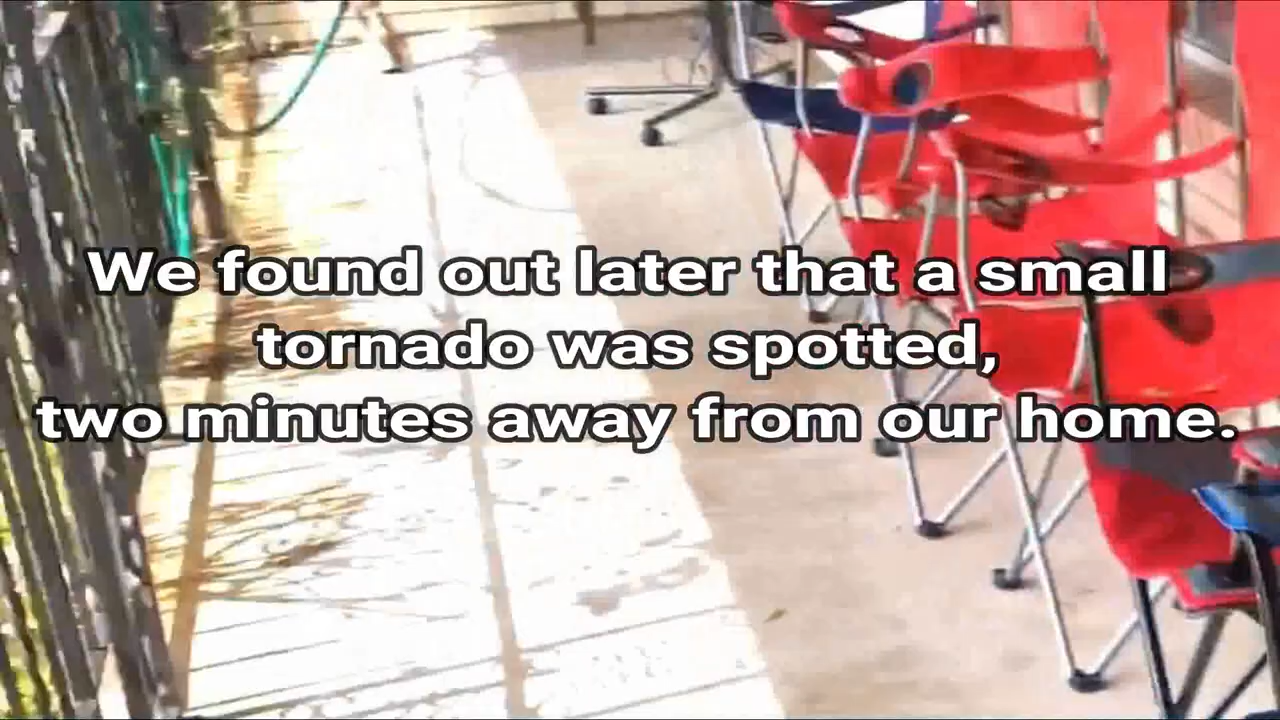 We found out later that a small
tornado was spotted,
two minutes away from our home.